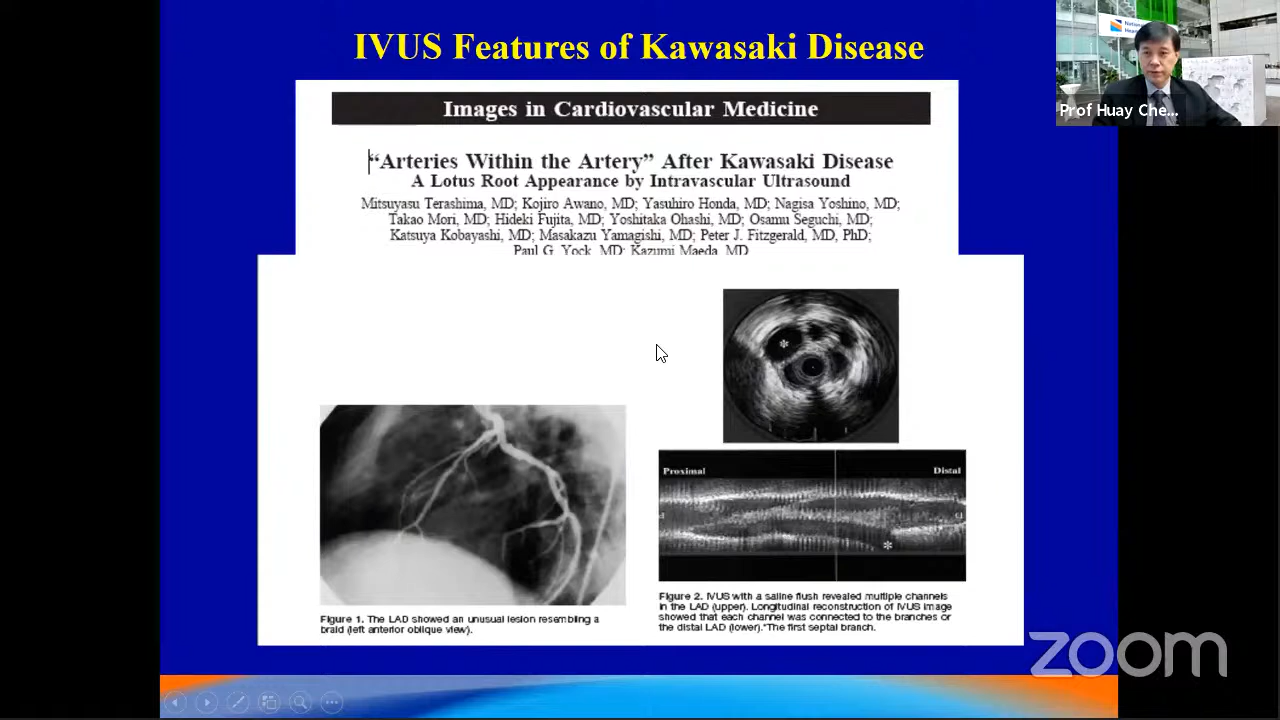 IVUS Features of Kawasaki Disease
Images in Cardiovascular Medicine
“Arteries Within the Artery” After Kawasaki Disease
A Lotus Root Appearance by Intravascular Ultrasound
Mitsuyasu Terashima, MD; Kojiro Awano, MD; Yasuhiro Honda, MD; Nagisa Yoshino, MD;
Takao Mori, MD; Hideki Fujita, MD; Yoshitaka Ohashi, MD; Osamu Seguchi, MD;
Katsuya Kobayashi, MD; Masakazu Yamagishi, MD; Peter J. Fitzgerald, MD, PhD;
Paul G. Yock, MD; Kazumi Maeda, MD
*
Proximal
Distal
*
Figure 1. The LAD showed an unusual lesion resembling a
braid (left anterior oblique view).
Figure 2. IVUS with a saline flush revealed multiple channels
in the LAD (upper). Longitudinal reconstruction of IVUS image
showed that each channel was connected to the branches or
the distal LAD (lower).*The first septal branch.
Prof Huay Che...
zoom